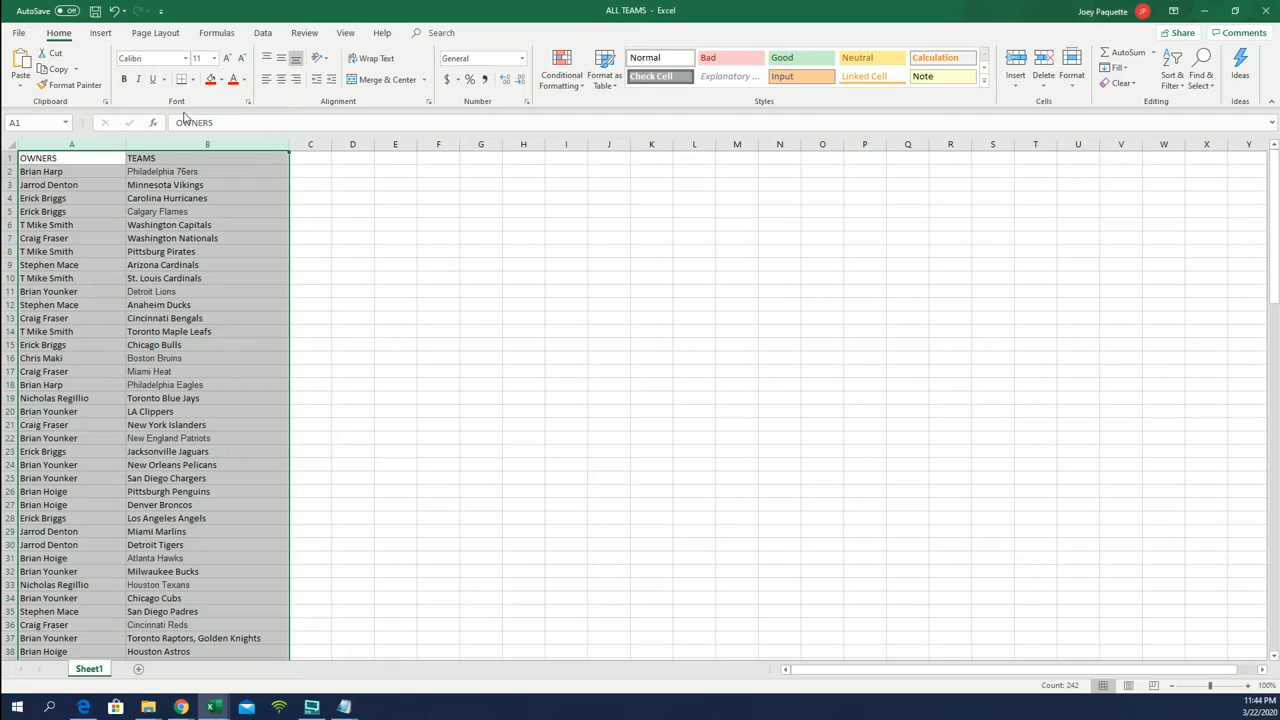 AutoSave Off
ALL TEAMS - Excel
Joey Paquette JP
File Home Insert Page Layout Formulas Data Review View Help Search
Share Comments
Paste
Cut
Copy
Format Painter
Clipboard
Calibri 11
B I U A
Font
Wrap Text
Merge & Center
Alignment
General
$ % ,
Number
Conditional Formatting
Format as Table
Normal Bad Good Neutral Calculation
Check Cell Explanatory ... Input Linked Cell Note
Styles
Insert Delete Format
Cells
AutoSum
Fill
Clear
Sort & Filter
Find & Select
Editing
Ideas
Ideas
A1 fx OWNERS
A B C D E F G H I J K L M N O P Q R S T U V W X Y
1 OWNERS TEAMS
2 Brian Harp Philadelphia 76ers
3 Jarrod Denton Minnesota Vikings
4 Erick Briggs Carolina Hurricanes
5 Erick Briggs Calgary Flames
6 T Mike Smith Washington Capitals
7 Craig Fraser Washington Nationals
8 T Mike Smith Pittsburg Pirates
9 Stephen Mace Arizona Cardinals
10 T Mike Smith St. Louis Cardinals
11 Brian Younker Detroit Lions
12 Stephen Mace Anaheim Ducks
13 Craig Fraser Cincinnati Bengals
14 T Mike Smith Toronto Maple Leafs
15 Erick Briggs Chicago Bulls
16 Chris Maki Boston Bruins
17 Craig Fraser Miami Heat
18 Brian Harp Philadelphia Eagles
19 Nicholas Regillio Toronto Blue Jays
20 Brian Younker LA Clippers
21 Craig Fraser New York Islanders
22 Brian Younker New England Patriots
23 Erick Briggs Jacksonville Jaguars
24 Brian Younker New Orleans Pelicans
25 Brian Younker San Diego Chargers
26 Brian Hoige Pittsburgh Penguins
27 Brian Hoige Denver Broncos
28 Erick Briggs Los Angeles Angels
29 Jarrod Denton Miami Marlins
30 Jarrod Denton Detroit Tigers
31 Brian Hoige Atlanta Hawks
32 Brian Younker Milwaukee Bucks
33 Nicholas Regillio Houston Texans
34 Brian Younker Chicago Cubs
35 Stephen Mace San Diego Padres
36 Craig Fraser Cincinnati Reds
37 Brian Younker Toronto Raptors, Golden Knights
38 Brian Hoige Houston Astros
Sheet1
Count: 242 100%
11:44 PM
3/22/2020